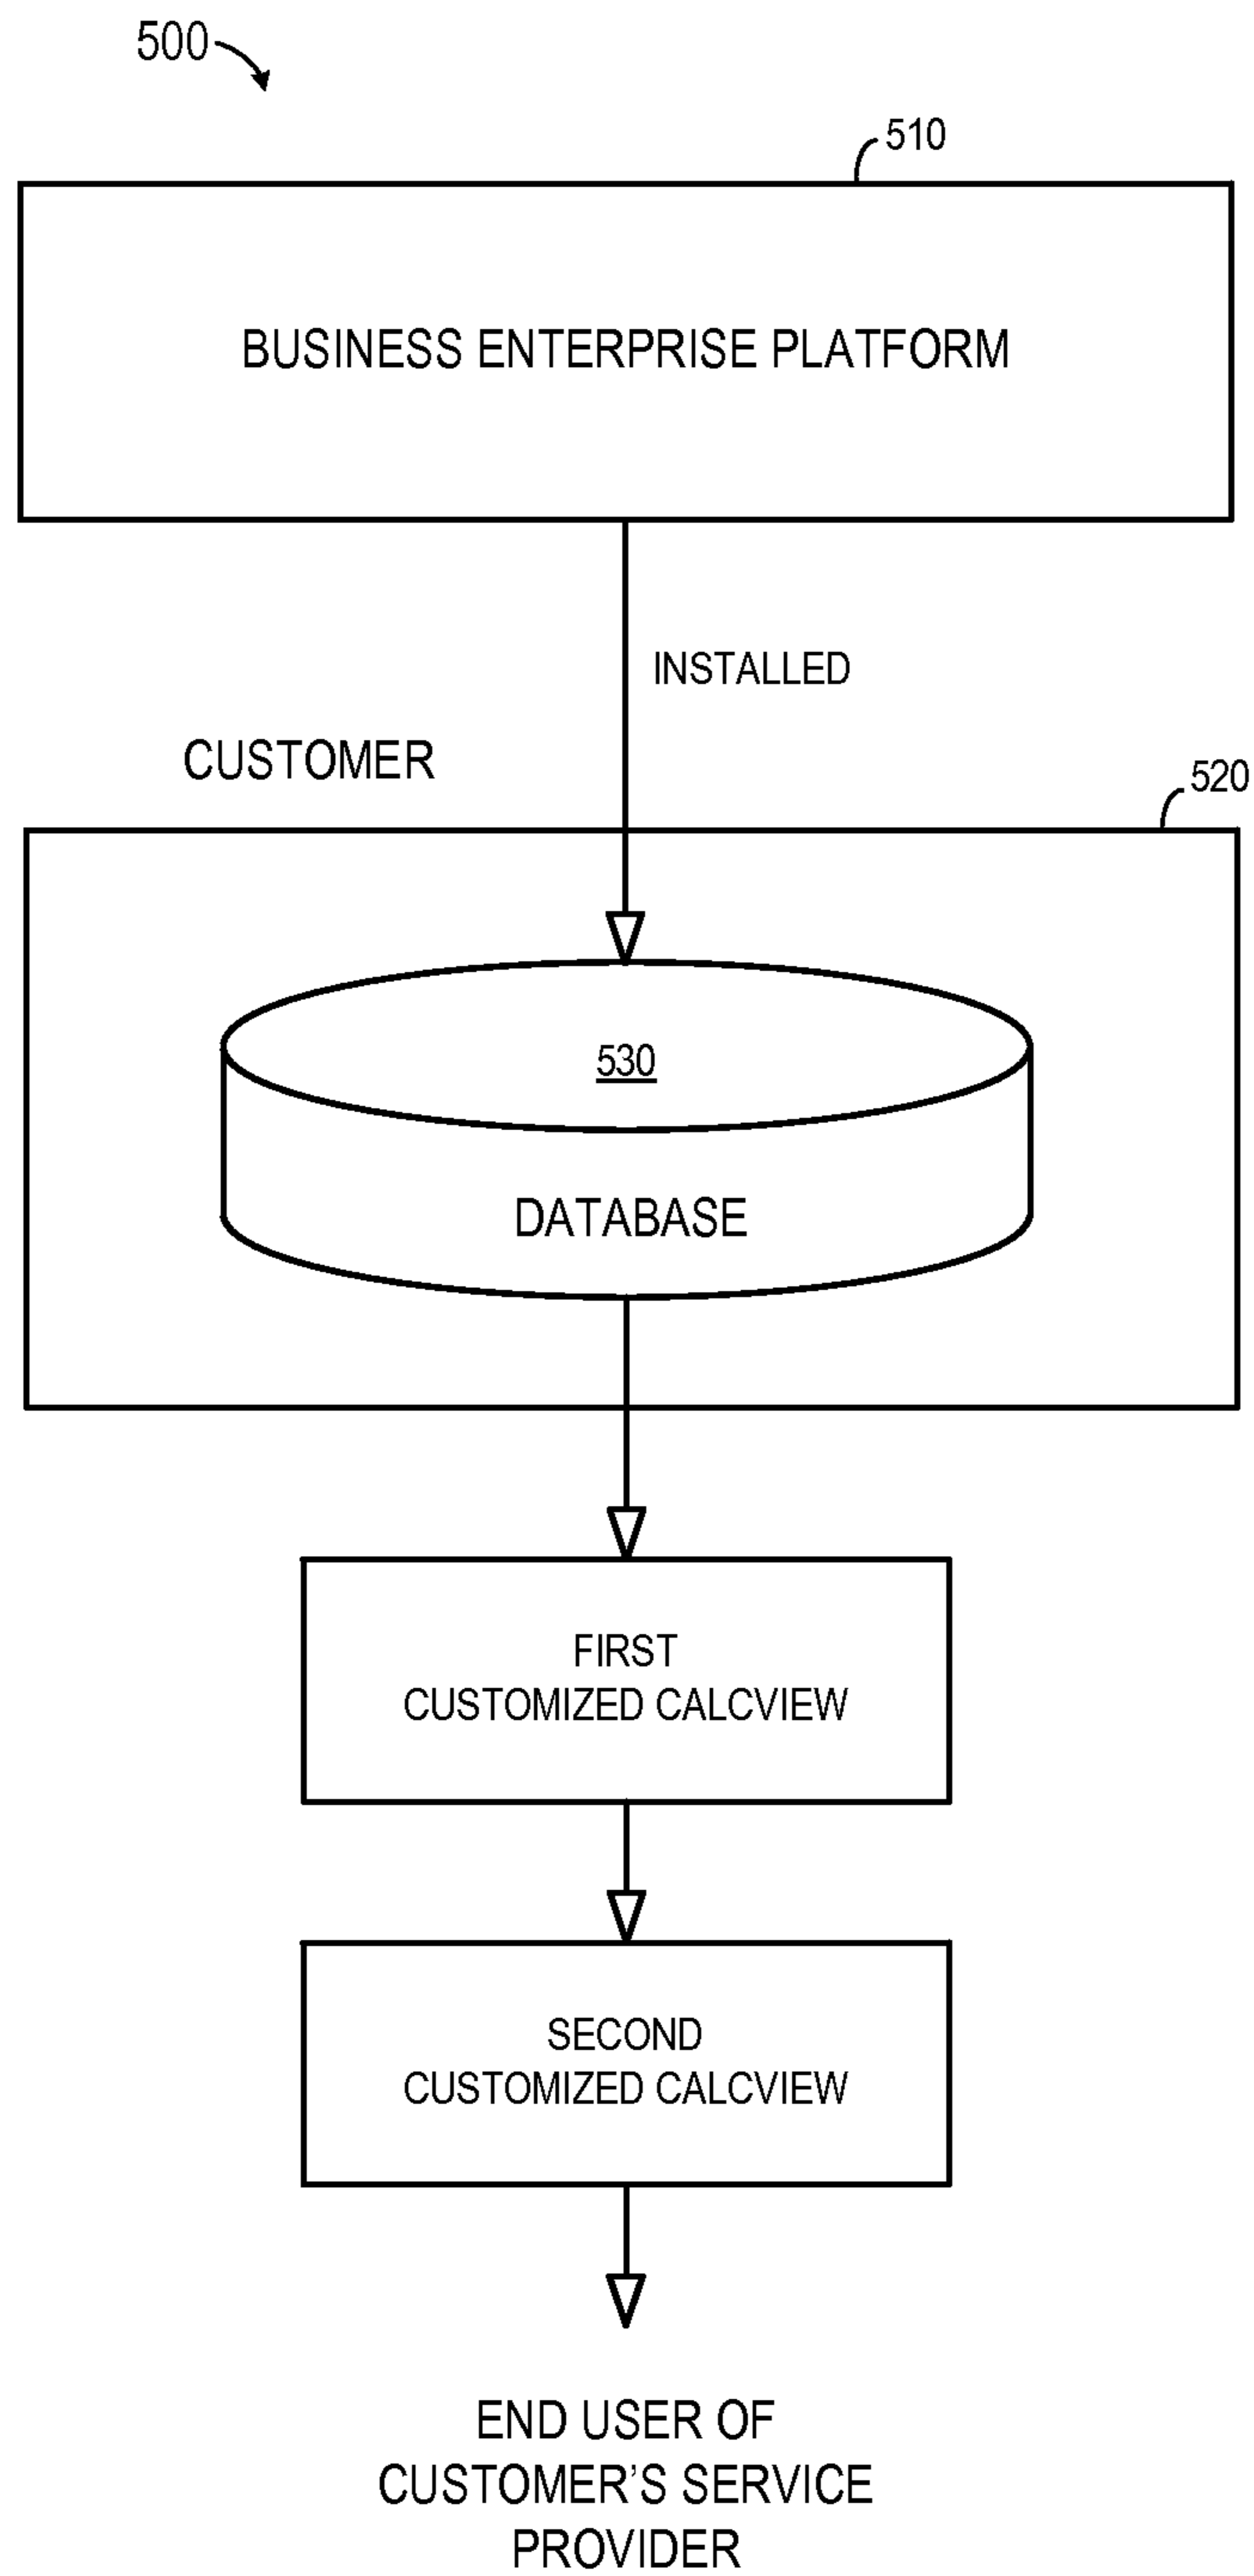 500
510
BUSINESS ENTERPRISE PLATFORM
INSTALLED
CUSTOMER
520
530
DATABASE
FIRST
CUSTOMIZED CALCVIEW
SECOND
CUSTOMIZED CALCVIEW
END USER OF
CUSTOMER’S SERVICE
PROVIDER